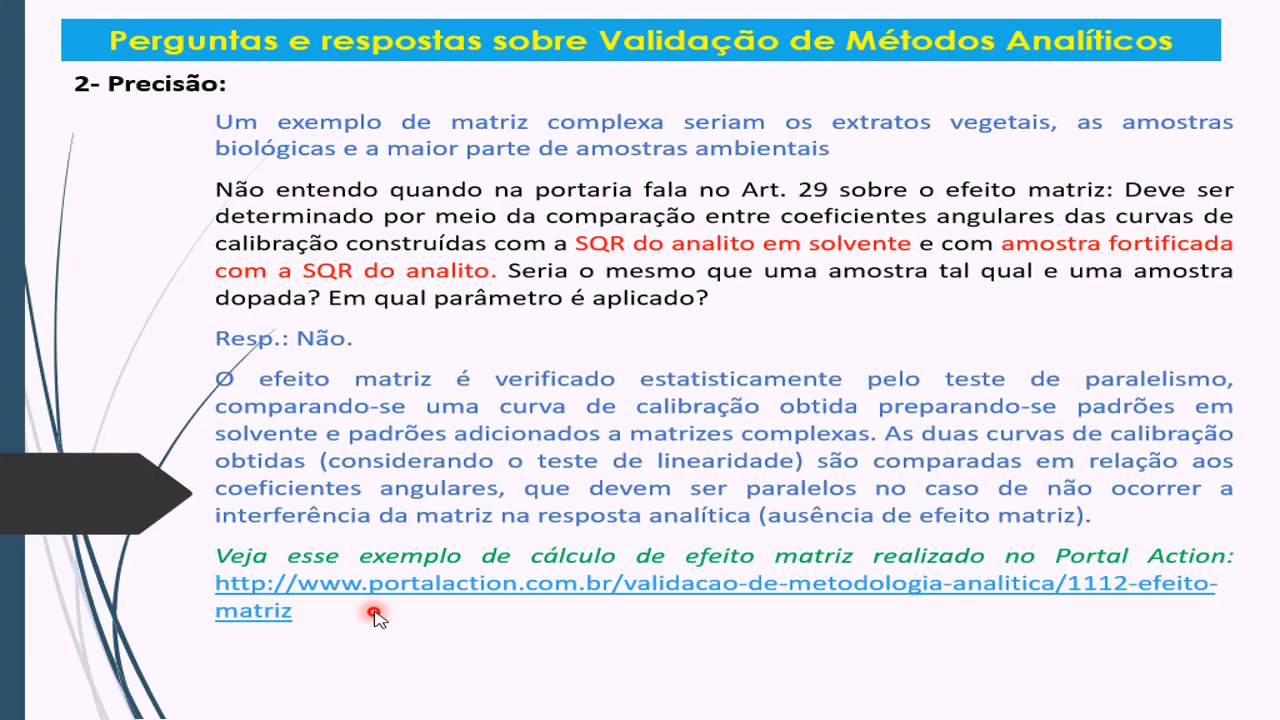 Perguntas e respostas sobre Validação de Métodos Analíticos
2- Precisão:
Um exemplo de matriz complexa seriam os extratos vegetais, as amostras
biológicas e a maior parte de amostras ambientais
Não entendo quando na portaria fala no Art. 29 sobre o efeito matriz: Deve ser
determinado por meio da comparação entre coeficientes angulares das curvas de
calibração construídas com a SQR do analito em solvente e com amostra fortificada
com a SQR do analito. Seria o mesmo que uma amostra tal qual e uma amostra
dopada? Em qual parâmetro é aplicado?
Resp.: Não.
O efeito matriz é verificado estatisticamente pelo teste de paralelismo,
comparando-se uma curva de calibração obtida preparando-se padrões em
solvente e padrões adicionados a matrizes complexas. As duas curvas de calibração
obtidas (considerando o teste de linearidade) são comparadas em relação aos
coeficientes angulares, que devem ser paralelos no caso de não ocorrer a
interferência da matriz na resposta analítica (ausência de efeito matriz).
Veja esse exemplo de cálculo de efeito matriz realizado no Portal Action:
http://www.portalaction.com.br/validacao-de-metodologia-analitica/1112-efeito-
matriz